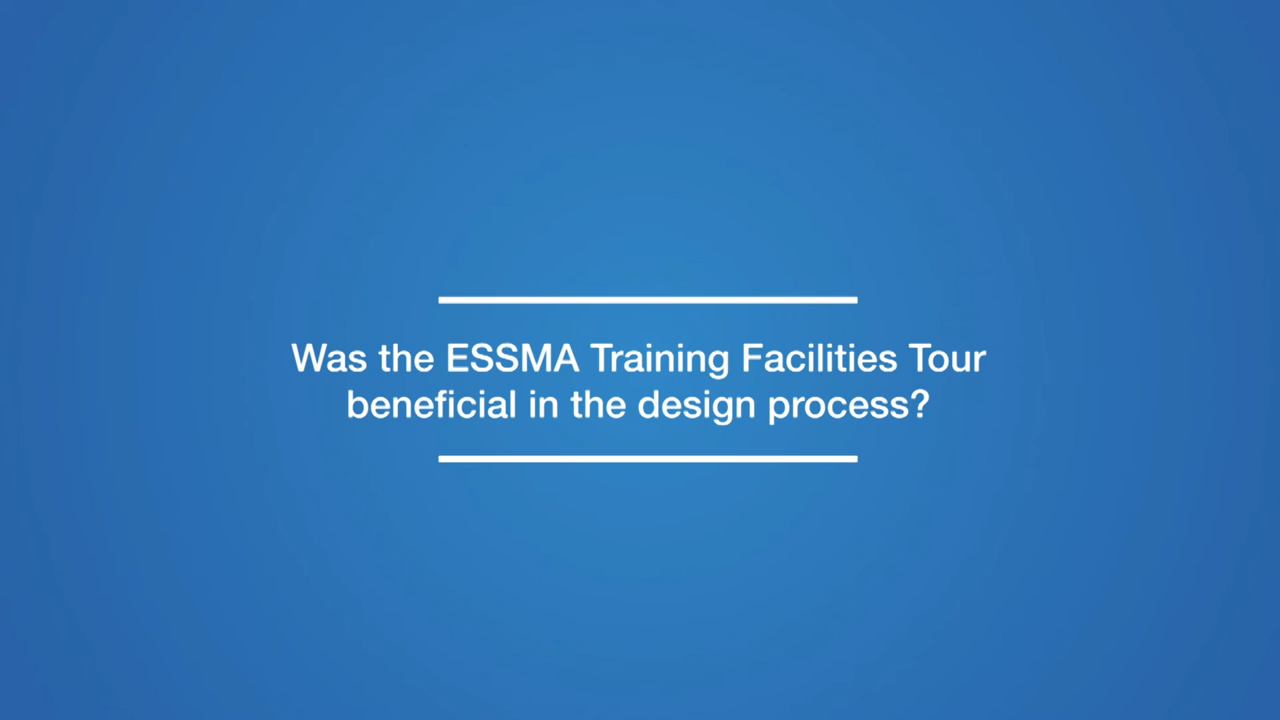 Was the ESSMA Training Facilities Tour
beneficial in the design process?